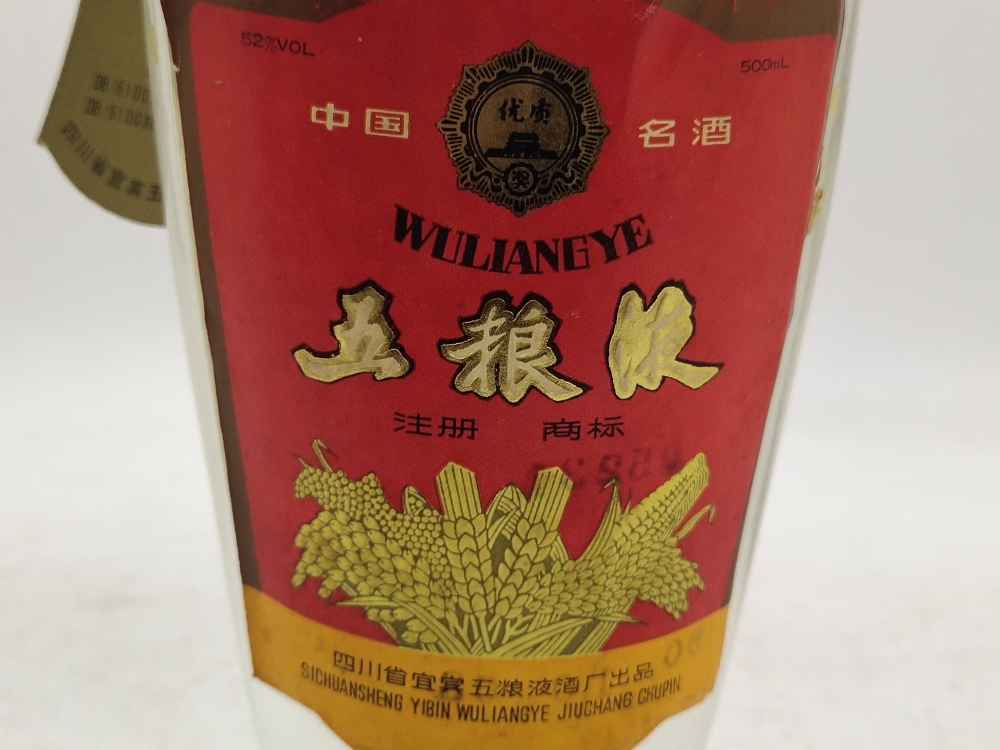 52%VOL
500mL
优质
奖
中国 名酒
WULIANGYE
五粮液
注册 商标
四川省宜宾五粮液酒厂出品
SICHUANSHENG YIBIN WULIANGYE JIUCHANG CHUPIN